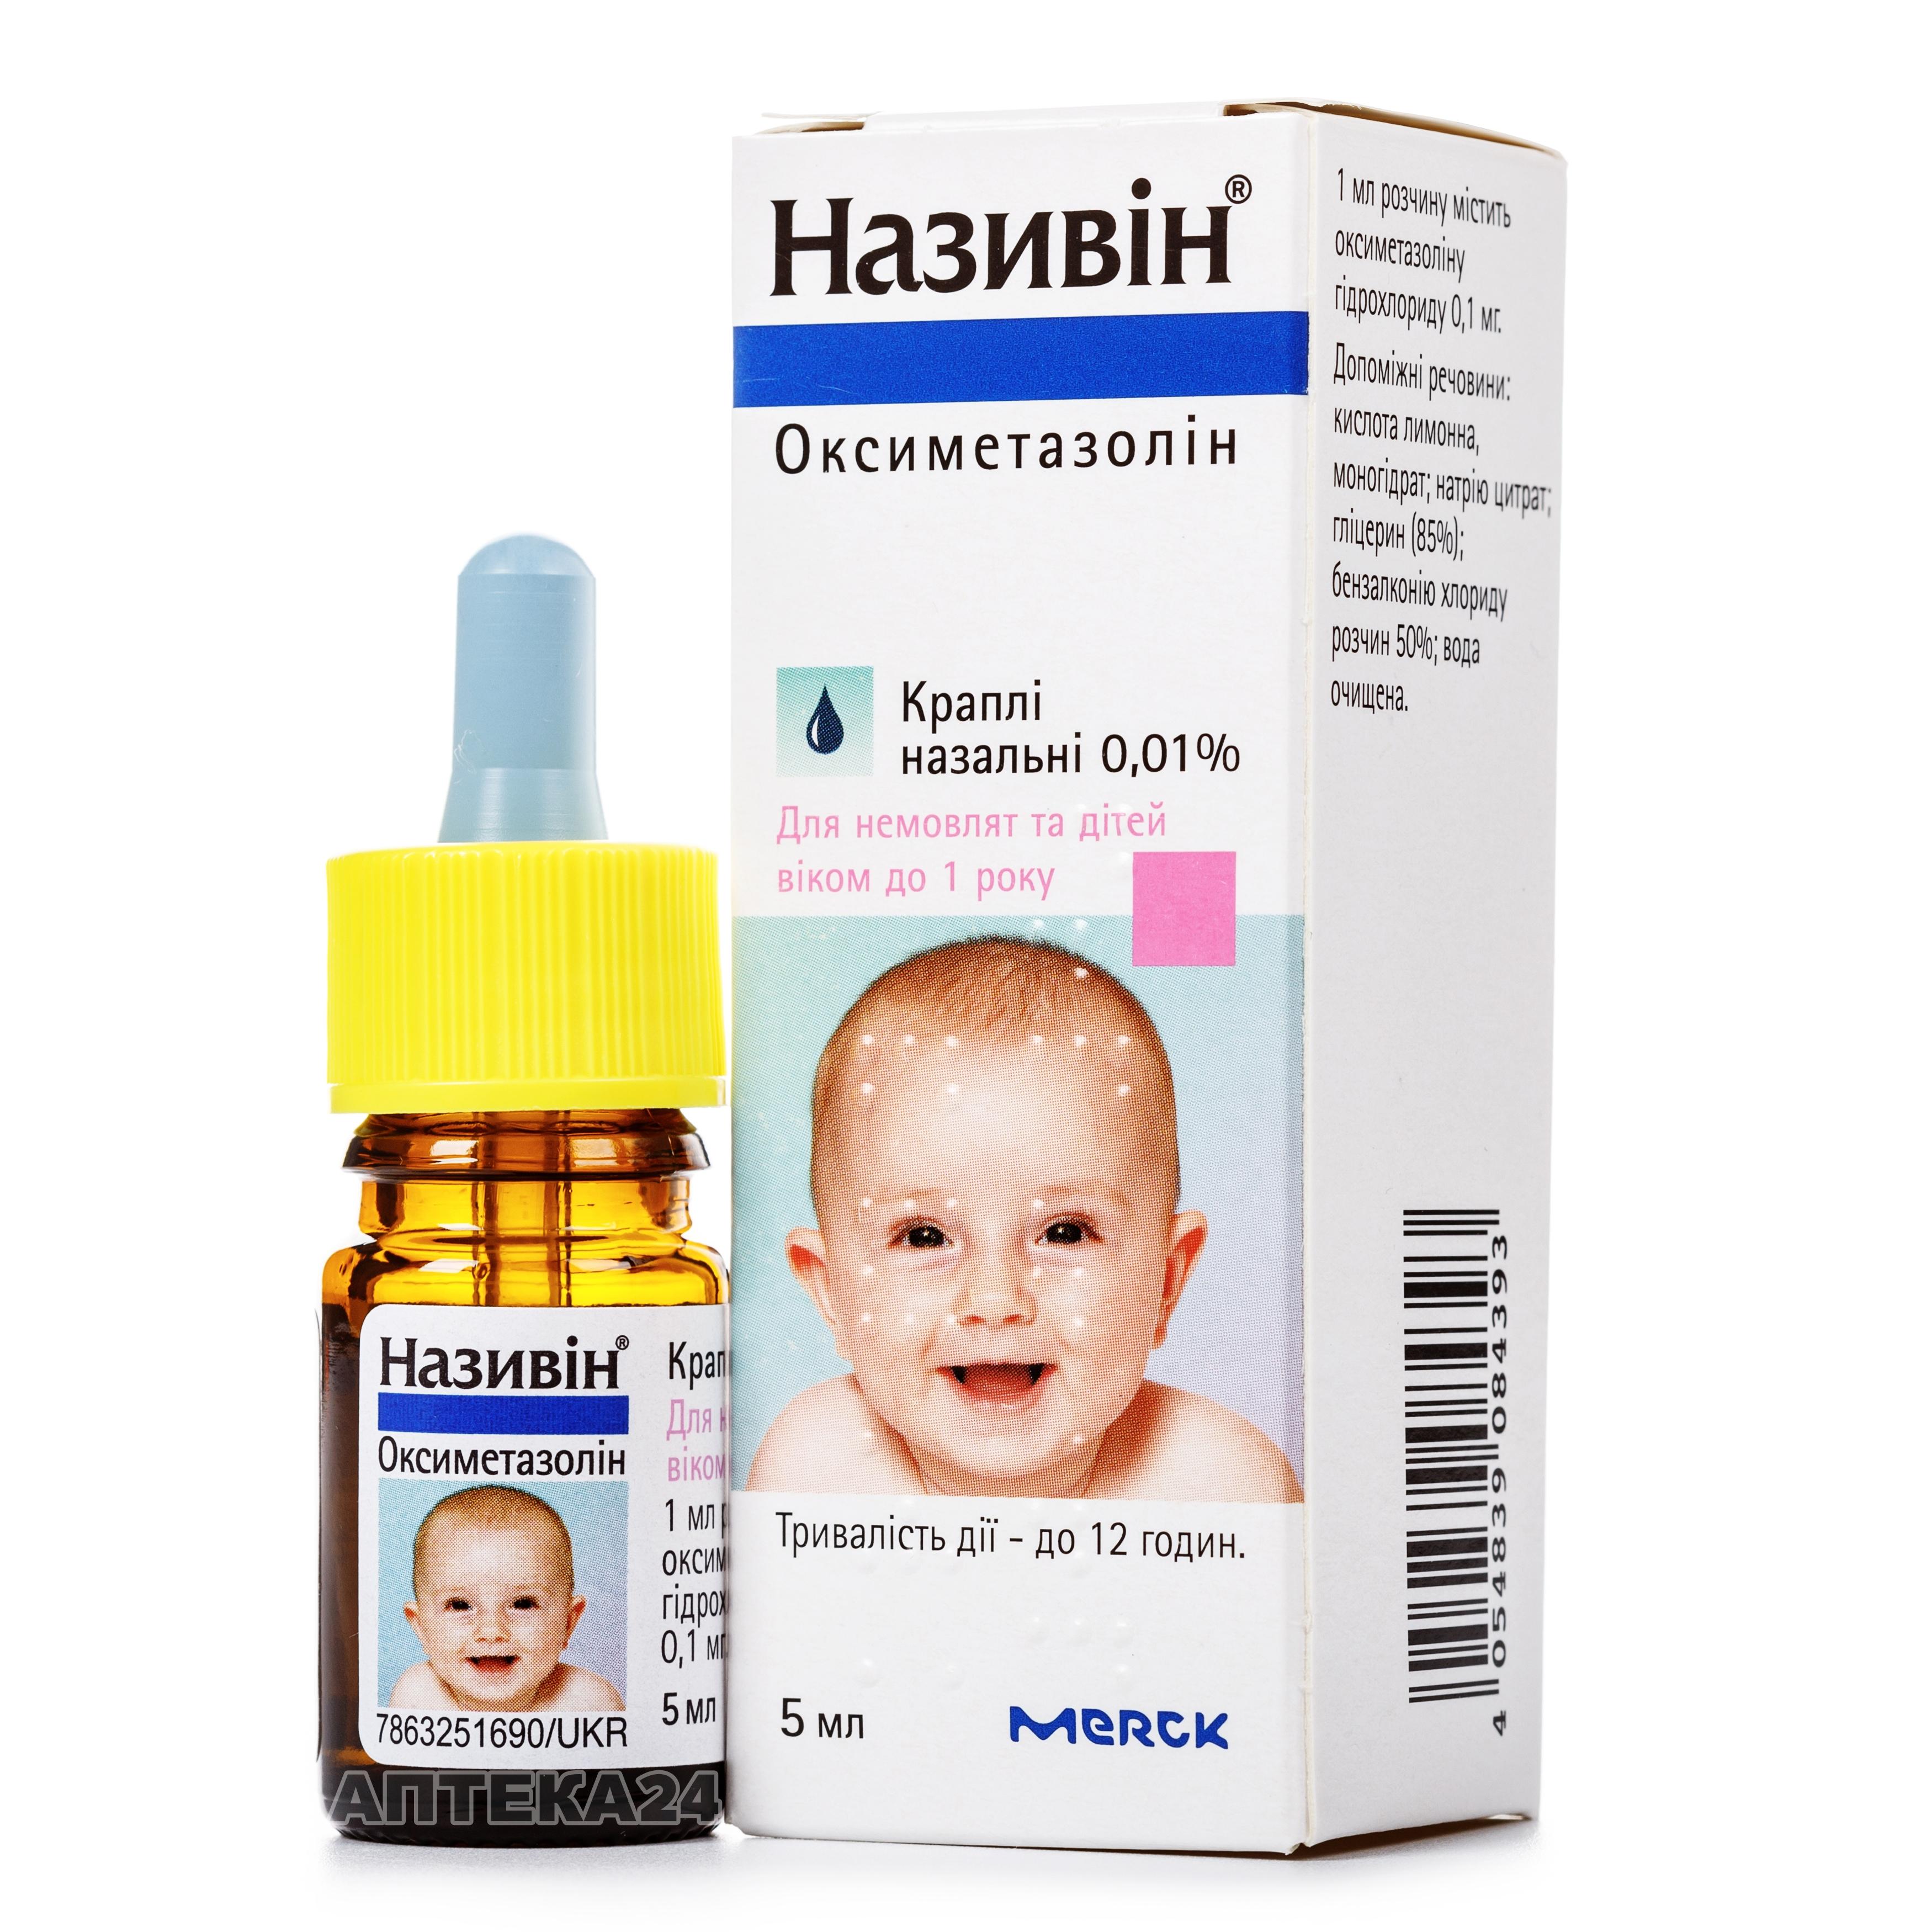 Називін®
Оксиметазолін
Краплі
назальні 0,01%
Для немовлят та дітей
віком до 1 року
Тривалість дії - до 12 годин.
5 мл
Merck
1 мл розчину містить
оксиметазоліну
гідрохлориду 0,1 мг.
Допоміжні речовини:
кислота лимонна,
моногідрат; натрію цитрат;
гліцерин (85%);
бензалконію хлориду
розчин 50%; вода
очищена.
4 054839 084393
Називін®
Оксиметазолін
7863251690/UKR
Крап
Для н
віком
1 мл р
оксим
гідрох
0,1 мг
5 мл
АПТЕКА24